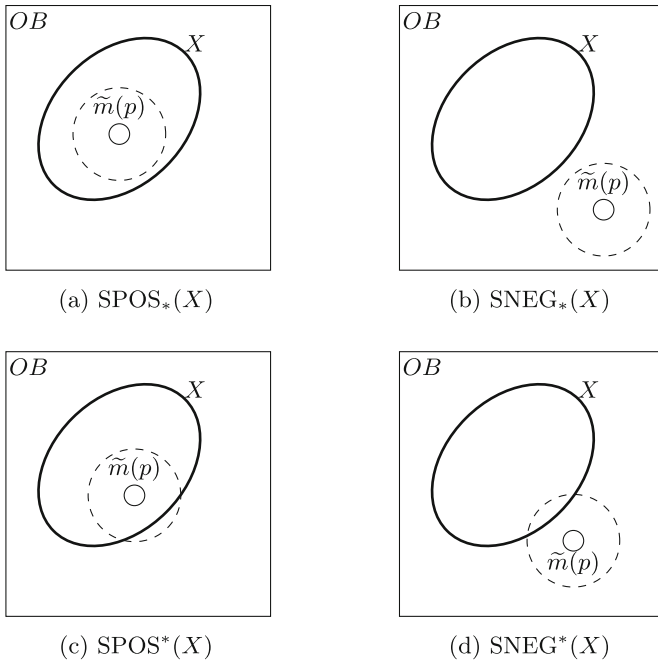 OB
X
m̃(p)
(a) SPOS∗(X)
OB
X
m̃(p)
(b) SNEG∗(X)
OB
X
m̃(p)
(c) SPOS*(X)
OB
X
m̃(p)
(d) SNEG*(X)